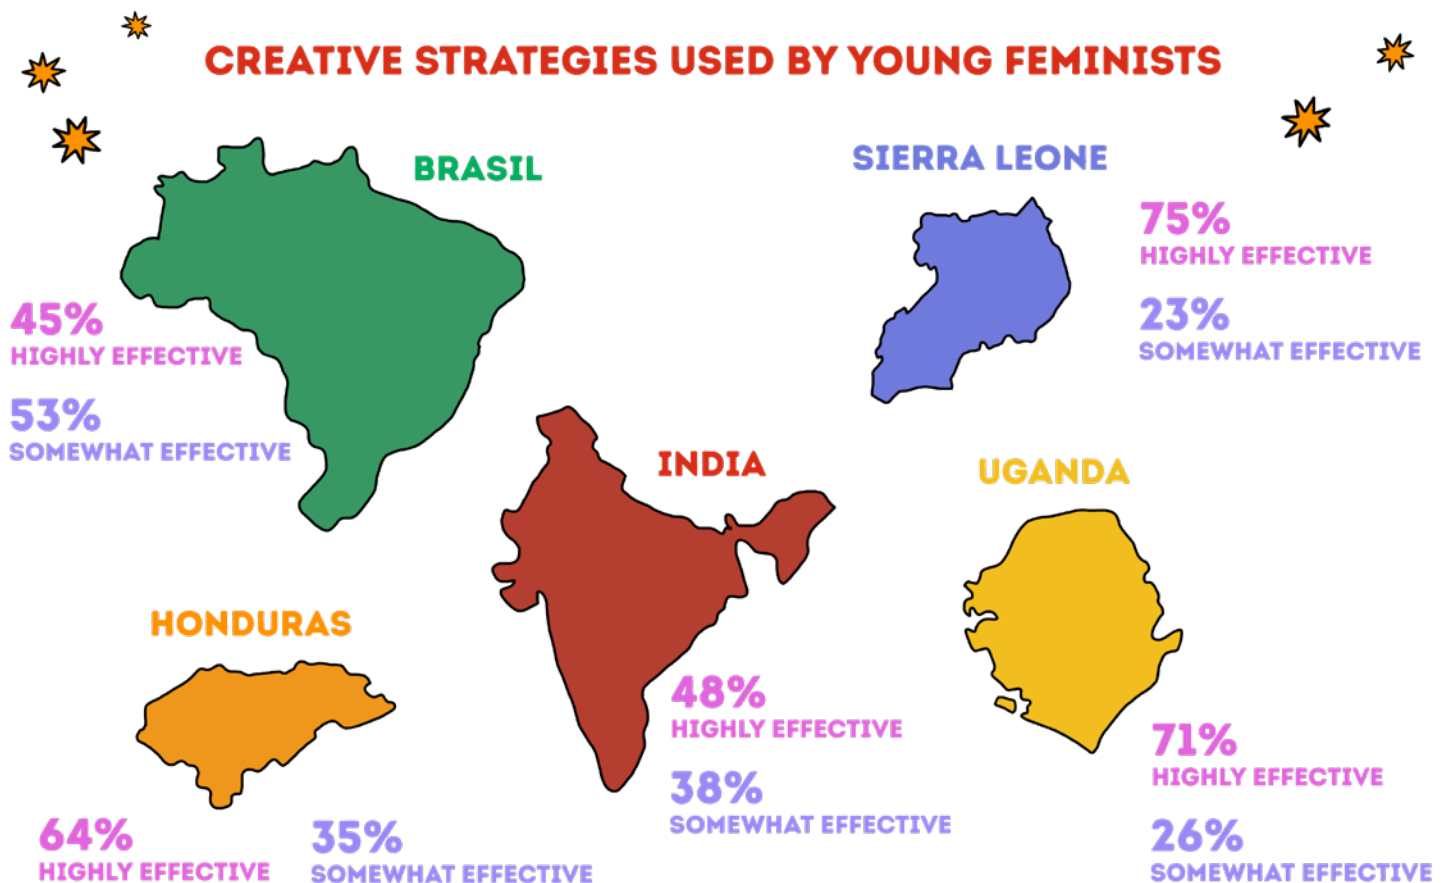 CREATIVE STRATEGIES USED BY YOUNG FEMINISTS
BRASIL
45%
HIGHLY EFFECTIVE
53%
SOMEWHAT EFFECTIVE
SIERRA LEONE
75%
HIGHLY EFFECTIVE
23%
SOMEWHAT EFFECTIVE
INDIA
48%
HIGHLY EFFECTIVE
38%
SOMEWHAT EFFECTIVE
UGANDA
71%
HIGHLY EFFECTIVE
26%
SOMEWHAT EFFECTIVE
HONDURAS
64%
HIGHLY EFFECTIVE
35%
SOMEWHAT EFFECTIVE